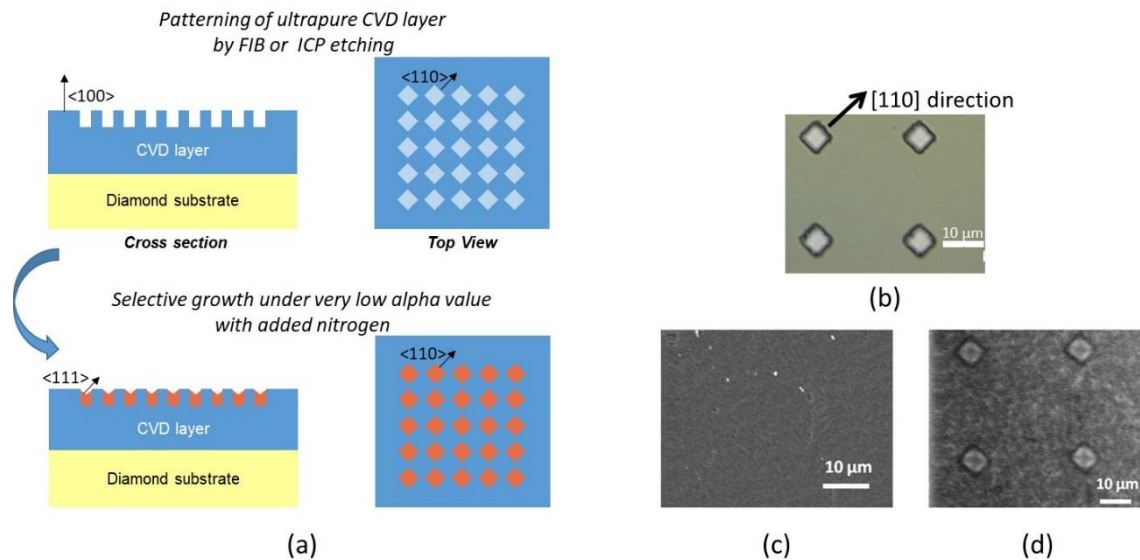 Patterning of ultrapure CVD layer
by FIB or ICP etching
<100>
CVD layer
Diamond substrate
Cross section
<110>
Top View
Selective growth under very low alpha value
with added nitrogen
<111>
CVD layer
Diamond substrate
<110>
(a)
[110] direction
10 μm
(b)
10 μm
(c)
10 μm
(d)